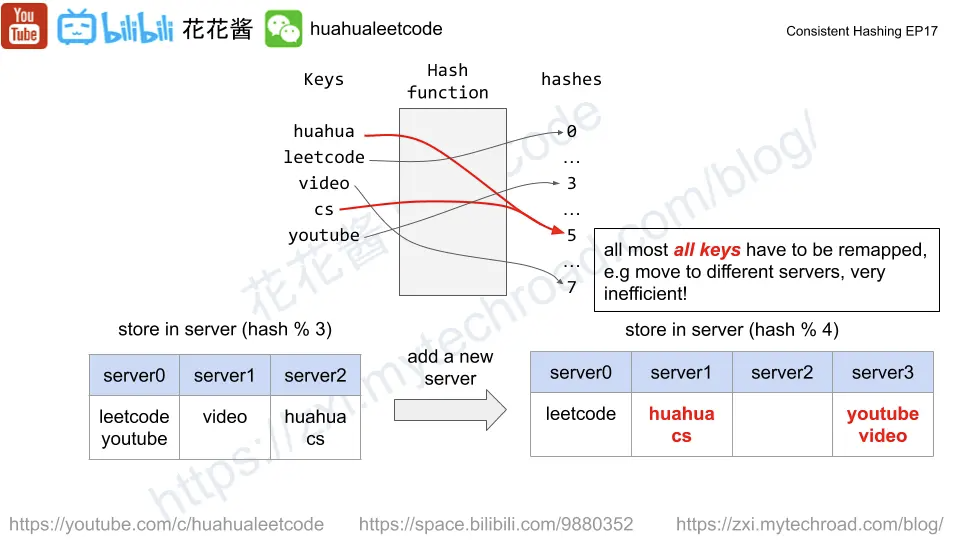 You
Tube
bilibili 花花酱 huahualeetcode
Consistent Hashing EP17
Keys
Hash
function
hashes
huahua
leetcode
video
cs
youtube
0
...
3
...
5
...
7
all most all keys have to be remapped,
e.g move to different servers, very
inefficient!
store in server (hash % 3)
server0 server1 server2
leetcode video huahua
youtube cs
add a new
server
store in server (hash % 4)
server0 server1 server2 server3
leetcode huahua youtube
cs video
花花酱 leetcode
https://zxi.mytechroad.com/blog/
https://youtube.com/c/huahualeetcode https://space.bilibili.com/9880352 https://zxi.mytechroad.com/blog/